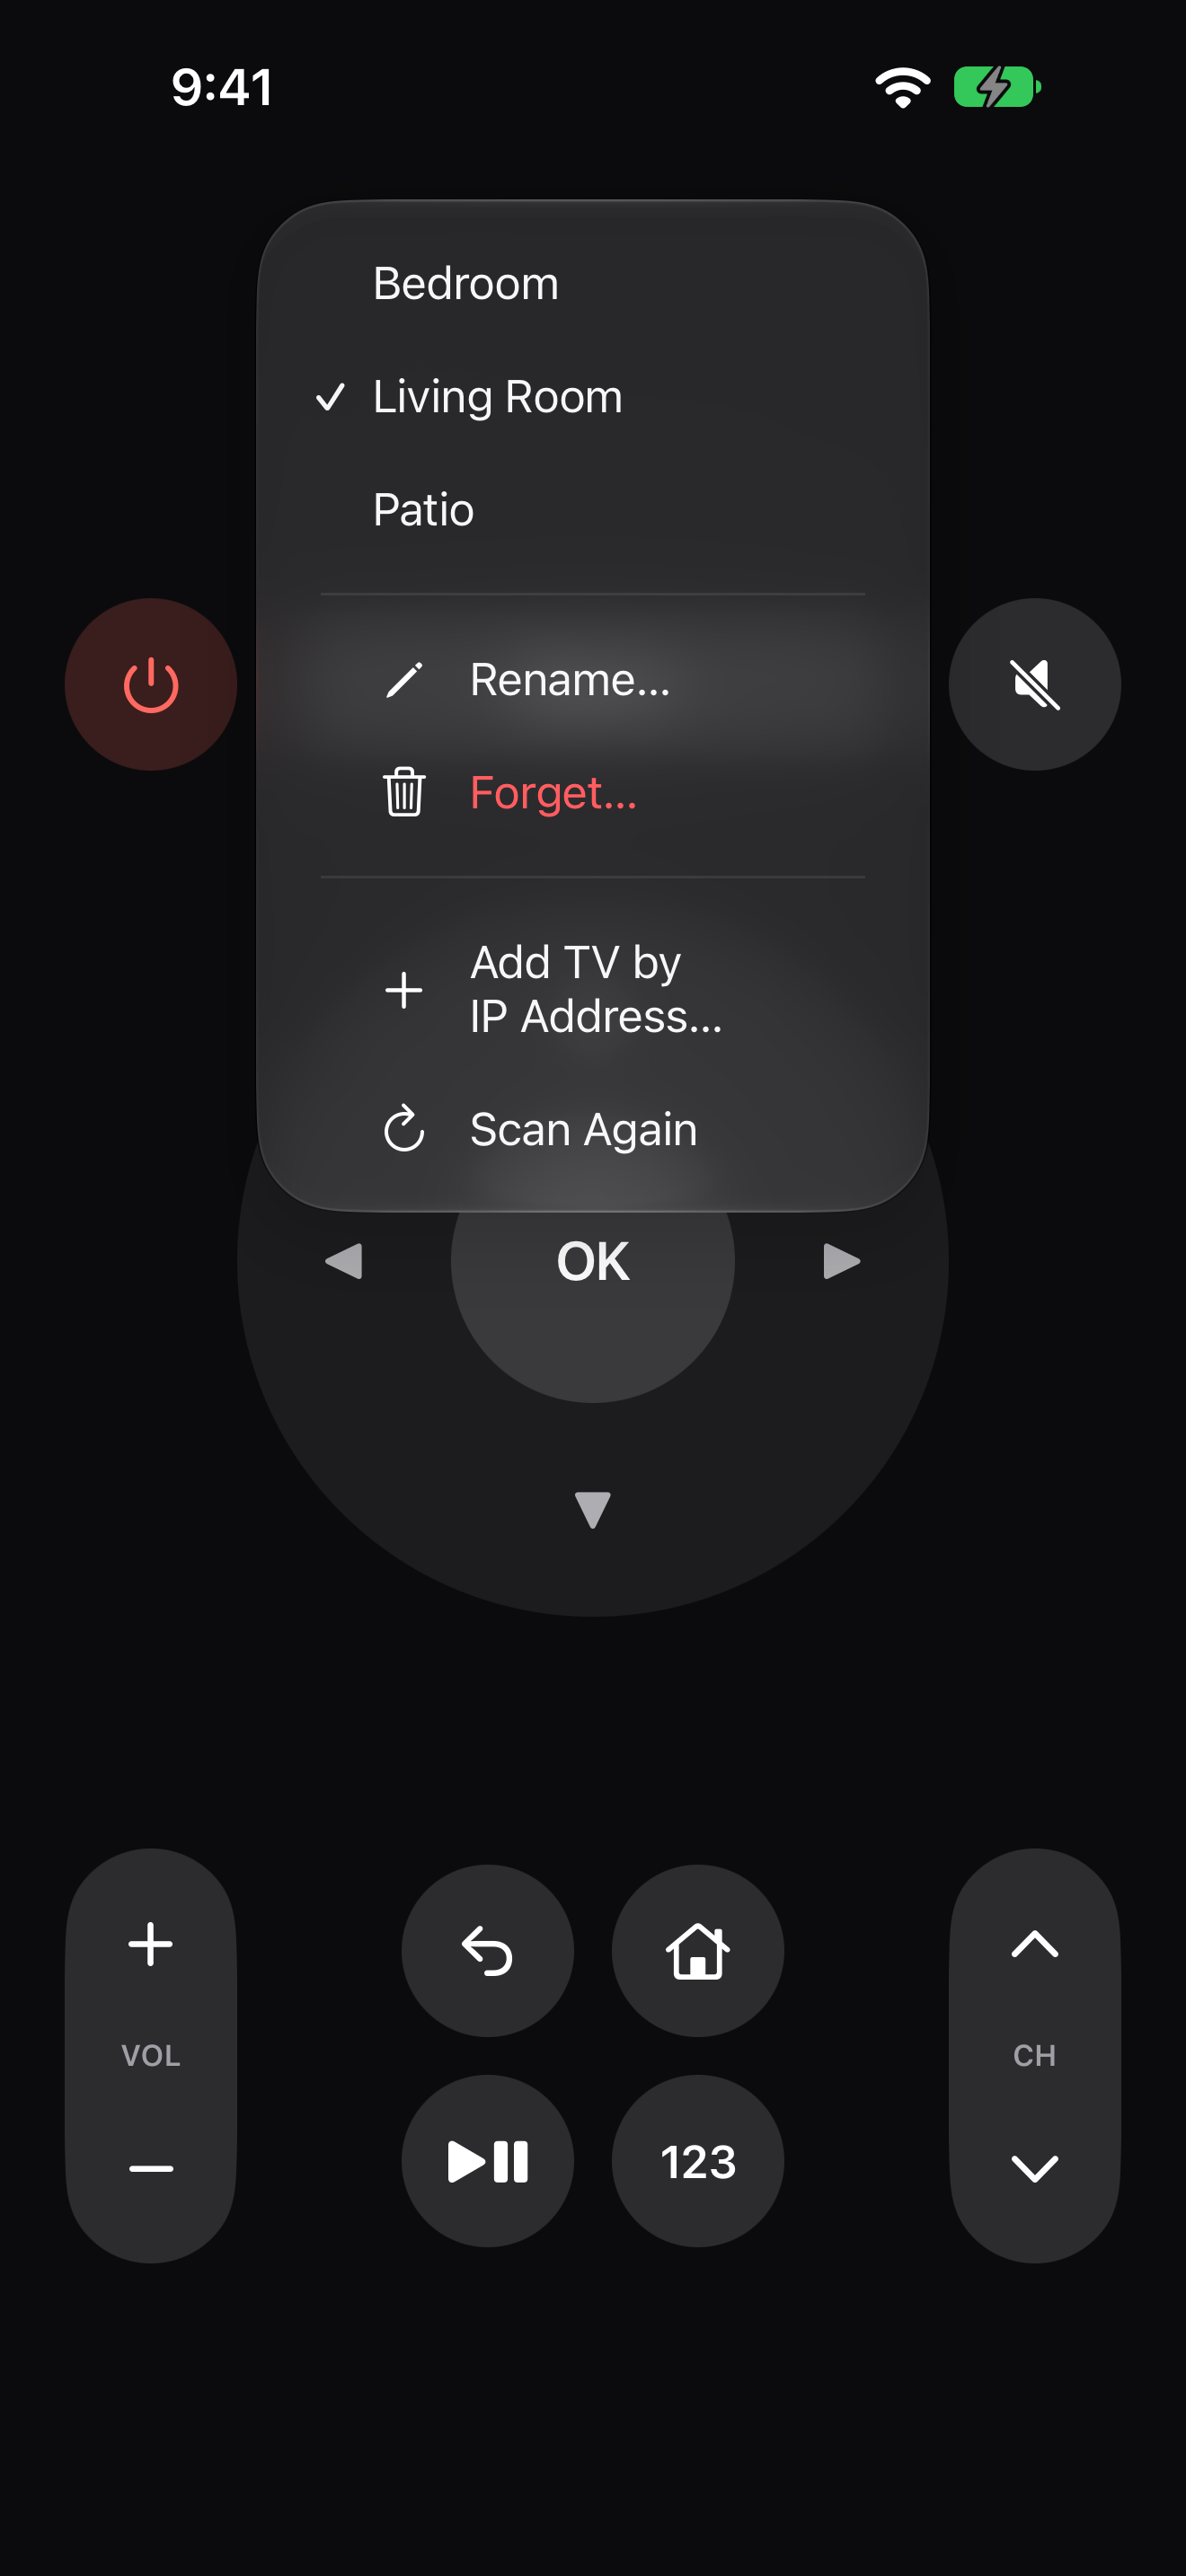 9:41
Bedroom
Living Room
Patio
Rename...
Forget...
Add TV by
IP Address...
Scan Again
OK
VOL
CH
123